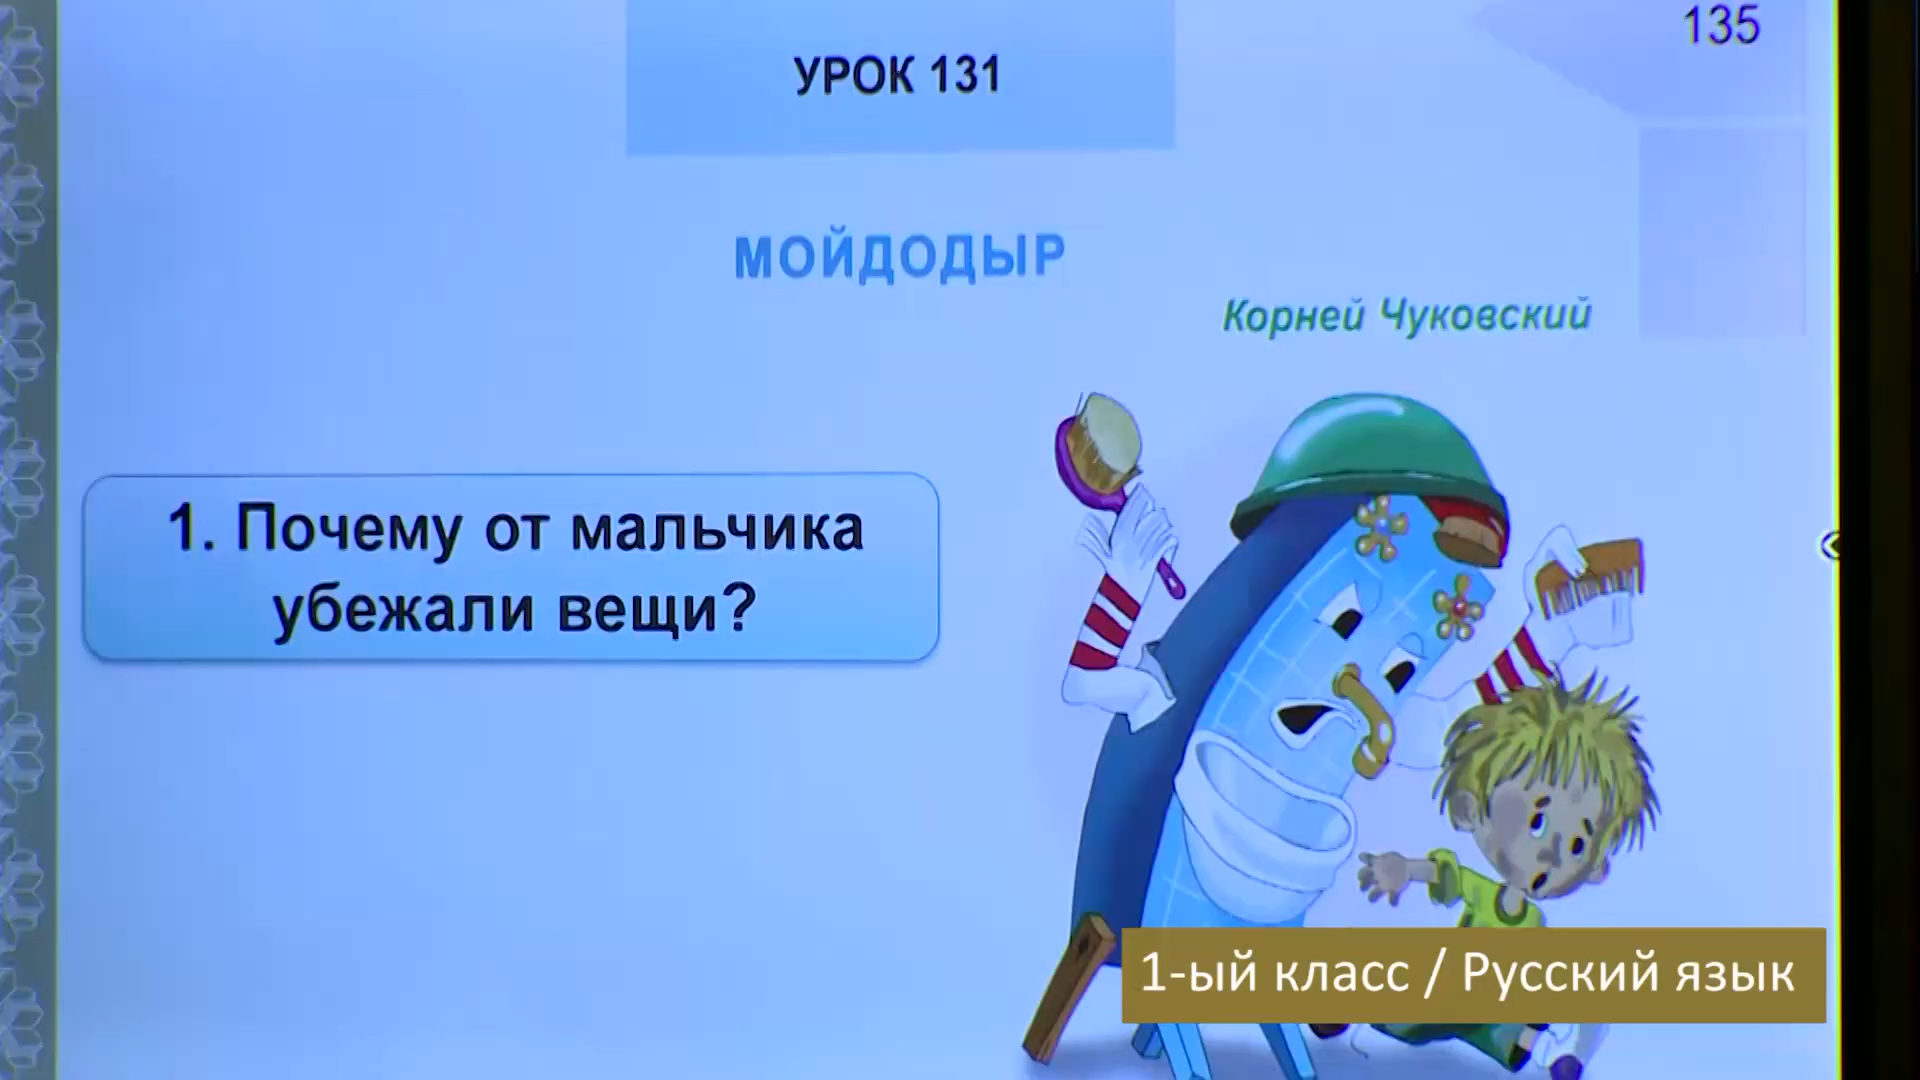 135
УРОК 131
МОЙДОДЫР
Корней Чуковский
1. Почему от мальчика
убежали вещи?
1-ый класс / Русский язык